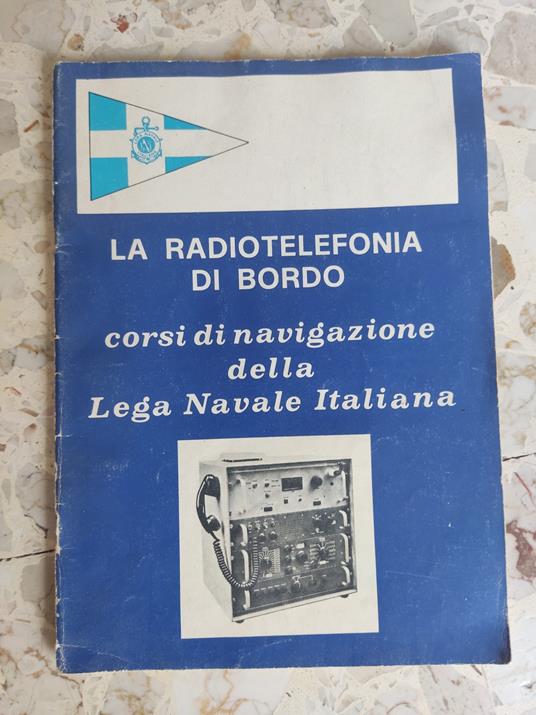 LA RADIOTELEFONIA
DI BORDO
corsi di navigazione
della
Lega Navale Italiana